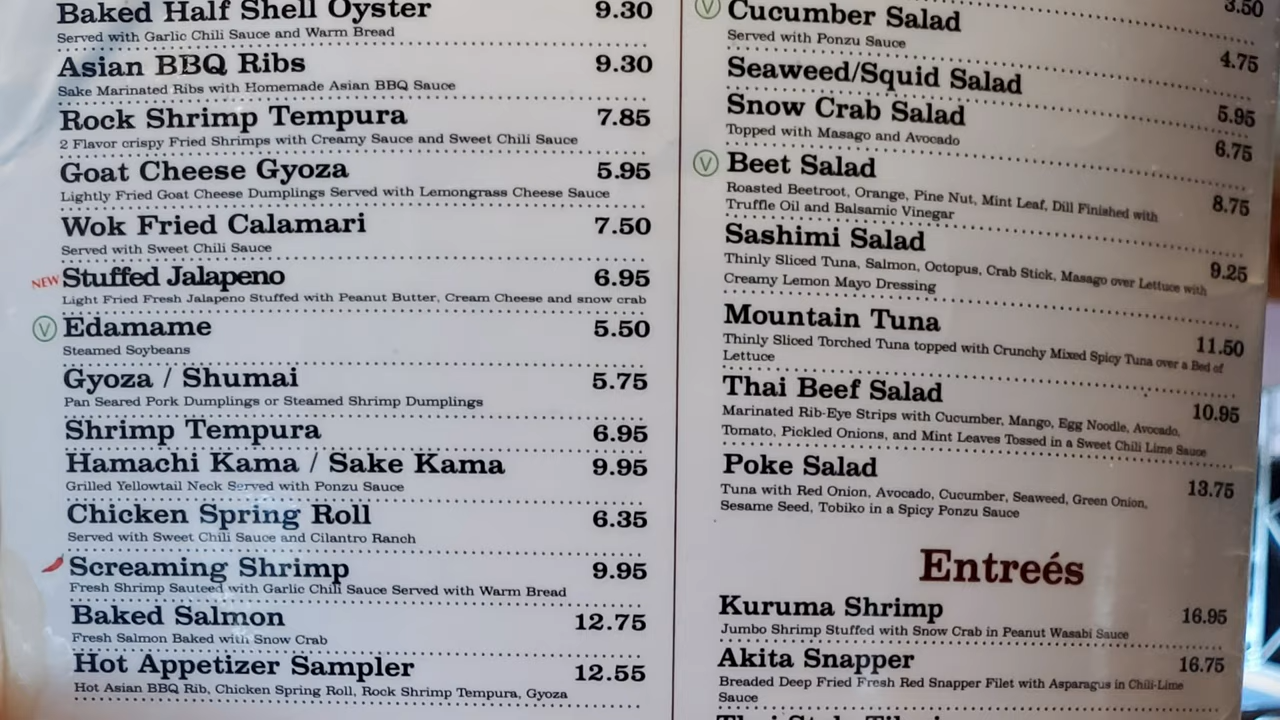 Baked Half Shell Oyster 9.30
Served with Garlic Chili Sauce and Warm Bread
Asian BBQ Ribs 9.30
Sake Marinated Ribs with Homemade Asian BBQ Sauce
Rock Shrimp Tempura 7.85
2 Flavor crispy Fried Shrimps with Creamy Sauce and Sweet Chili Sauce
Goat Cheese Gyoza 5.95
Lightly Fried Goat Cheese Dumplings Served with Lemongrass Cheese Sauce
Wok Fried Calamari 7.50
Served with Sweet Chili Sauce
NEW Stuffed Jalapeno 6.95
Light Fried Fresh Jalapeno Stuffed with Peanut Butter, Cream Cheese and snow crab
V Edamame 5.50
Steamed Soybeans
Gyoza / Shumai 5.75
Pan Seared Pork Dumplings or Steamed Shrimp Dumplings
Shrimp Tempura 6.95
Hamachi Kama / Sake Kama 9.95
Grilled Yellowtail Neck Served with Ponzu Sauce
Chicken Spring Roll 6.35
Served with Sweet Chili Sauce and Cilantro Ranch
Screaming Shrimp 9.95
Fresh Shrimp Sauteed with Garlic Chili Sauce Served with Warm Bread
Baked Salmon 12.75
Fresh Salmon Baked with Snow Crab
Hot Appetizer Sampler 12.55
Hot Asian BBQ Rib, Chicken Spring Roll, Rock Shrimp Tempura, Gyoza
3.50
V Cucumber Salad 4.75
Served with Ponzu Sauce
Seaweed/Squid Salad 5.95
Snow Crab Salad 6.75
Topped with Masago and Avocado
V Beet Salad 8.75
Roasted Beetroot, Orange, Pine Nut, Mint Leaf, Dill Finished with
Truffle Oil and Balsamic Vinegar
Sashimi Salad 9.25
Thinly Sliced Tuna, Salmon, Octopus, Crab Stick, Masago over Lettuce with
Creamy Lemon Mayo Dressing
Mountain Tuna 11.50
Thinly Sliced Torched Tuna topped with Crunchy Mixed Spicy Tuna over a Bed of
Lettuce
Thai Beef Salad 10.95
Marinated Rib-Eye Strips with Cucumber, Mango, Egg Noodle, Avocado,
Tomato, Pickled Onions, and Mint Leaves Tossed in a Sweet Chili Lime Sauce
Poke Salad 13.75
Tuna with Red Onion, Avocado, Cucumber, Seaweed, Green Onion,
Sesame Seed, Tobiko in a Spicy Ponzu Sauce
Entreés
Kuruma Shrimp 16.95
Jumbo Shrimp Stuffed with Snow Crab in Peanut Wasabi Sauce
Akita Snapper 16.75
Breaded Deep Fried Fresh Red Snapper Filet with Asparagus in Chili-Lime
Sauce